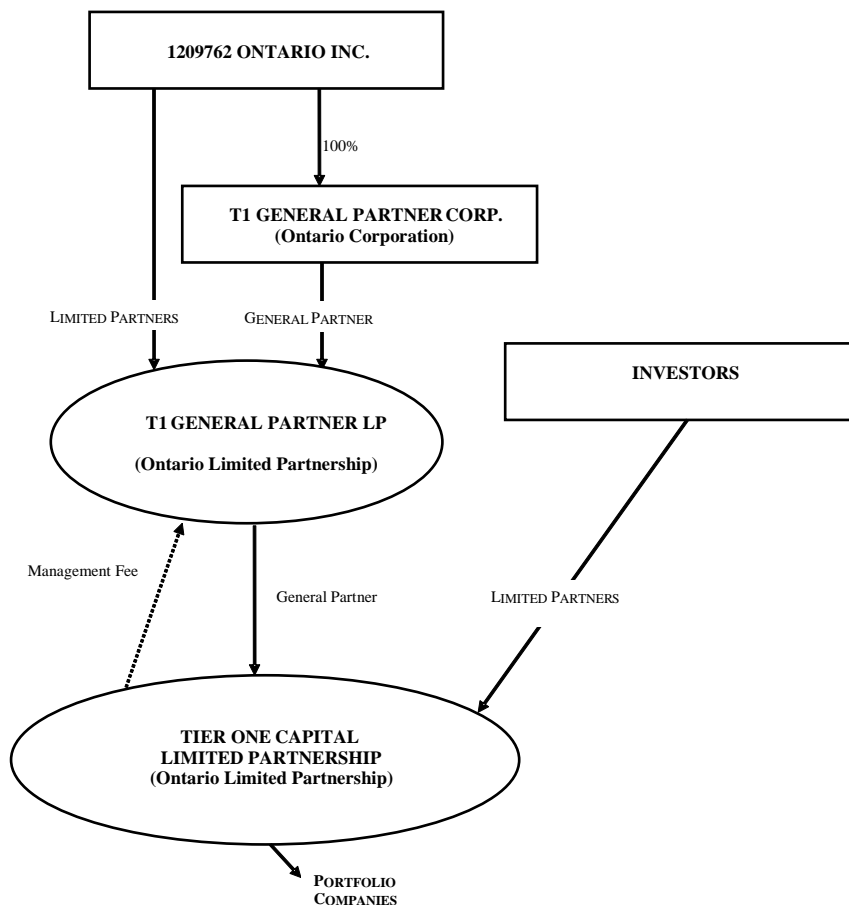 1209762 ONTARIO INC.
100%
T1 GENERAL PARTNER CORP.
(Ontario Corporation)
LIMITED PARTNERS
GENERAL PARTNER
INVESTORS
T1 GENERAL PARTNER LP
(Ontario Limited Partnership)
Management Fee
General Partner
LIMITED PARTNERS
TIER ONE CAPITAL
LIMITED PARTNERSHIP
(Ontario Limited Partnership)
PORTFOLIO
COMPANIES